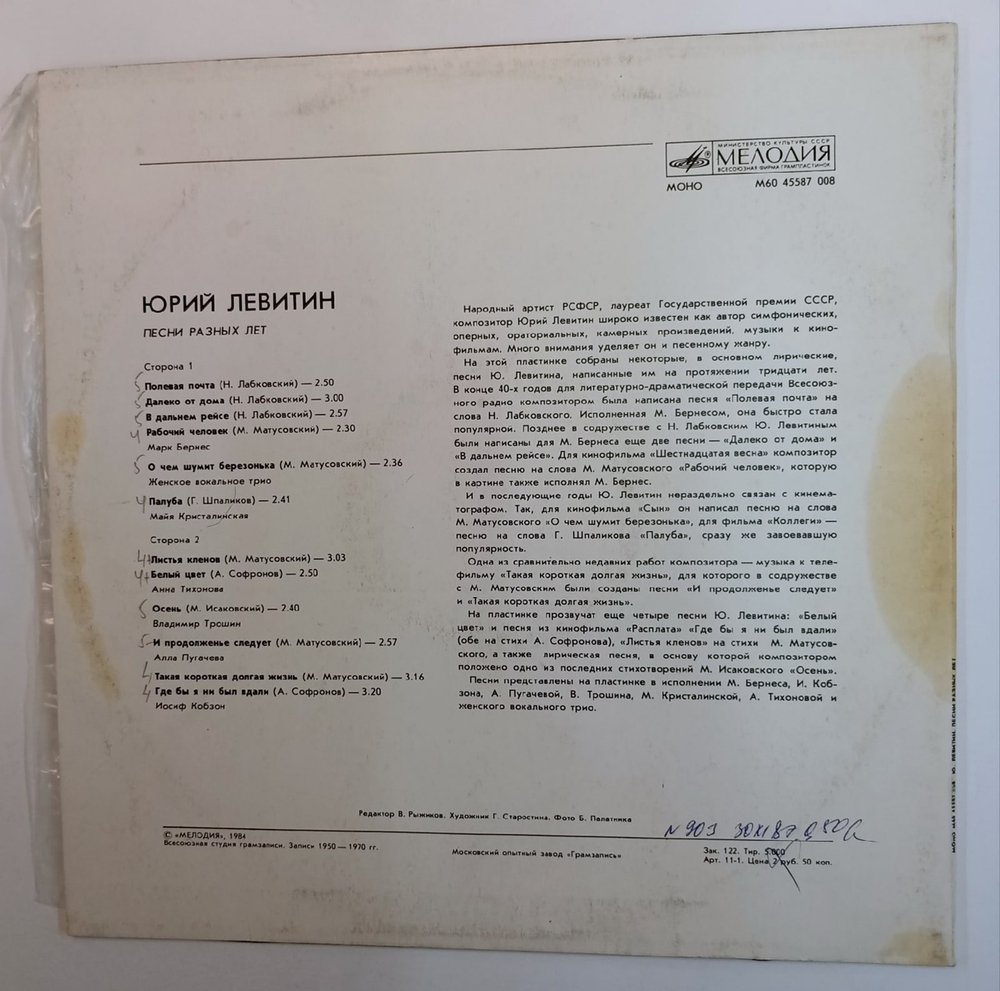 МИНИСТЕРСТВО КУЛЬТУРЫ СССР
МЕЛОДИЯ
ВСЕСОЮЗНАЯ ФИРМА ГРАМПЛАСТИНОК
МОНО М60 45587 008
ЮРИЙ ЛЕВИТИН
ПЕСНИ РАЗНЫХ ЛЕТ
Сторона 1
Полевая почта (Н. Лабковский) — 2.50
Далеко от дома (Н. Лабковский) — 3.00
В дальнем рейсе (Н. Лабковский) — 2.57
Рабочий человек (М. Матусовский) — 2.30
Марк Бернес
О чем шумит березонька (М. Матусовский) — 2.36
Женское вокальное трио
Палуба (Г. Шпаликов) — 2.41
Майя Кристалинская
Сторона 2
Листья кленов (М. Матусовский) — 3.03
Белый цвет (А. Софронов) — 2.50
Анна Тихонова
Осень (М. Исаковский) — 2.40
Владимир Трошин
И продолженье следует (М. Матусовский) — 2.57
Алла Пугачева
Такая короткая долгая жизнь (М. Матусовский) — 3.16
Где бы я ни был вдали (А. Софронов) — 3.20
Иосиф Кобзон
Народный артист РСФСР, лауреат Государственной премии СССР,
композитор Юрий Левитин широко известен как автор симфонических,
оперных, ораториальных, камерных произведений, музыки к кино-
фильмам. Много внимания уделяет он и песенному жанру.
На этой пластинке собраны некоторые, в основном лирические,
песни Ю. Левитина, написанные им на протяжении тридцати лет.
В конце 40-х годов для литературно-драматической передачи Всесоюз-
ного радио композитором была написана песня «Полевая почта» на
слова Н. Лабковского. Исполненная М. Бернесом, она быстро стала
популярной. Позднее в содружестве с Н. Лабковским Ю. Левитиным
были написаны для М. Бернеса еще две песни — «Далеко от дома» и
«В дальнем рейсе». Для кинофильма «Шестнадцатая весна» композитор
создал песню на слова М. Матусовского «Рабочий человек», которую
в картине также исполнял М. Бернес.
И в последующие годы Ю. Левитин нераздельно связан с кинема-
тографом. Так, для кинофильма «Сын» он написал песню на слова
М. Матусовского «О чем шумит березонька», для фильма «Коллеги» —
песню на слова Г. Шпаликова «Палуба», сразу же завоевавшую
популярность.
Одна из сравнительно недавних работ композитора — музыка к теле-
фильму «Такая короткая долгая жизнь», для которого в содружестве
с М. Матусовским были созданы песни «И продолженье следует»
и «Такая короткая долгая жизнь».
На пластинке прозвучат еще четыре песни Ю. Левитина: «Белый
цвет» и песня из кинофильма «Расплата» «Где бы я ни был вдали»
(обе на стихи А. Софронова), «Листья кленов» на стихи М. Матусов-
ского, а также лирическая песня, в основу которой композитором
положено одно из последних стихотворений М. Исаковского «Осень».
Песни представлены на пластинке в исполнении М. Бернеса, И. Коб-
зона, А. Пугачевой, В. Трошина, М. Кристалинской, А. Тихоновой и
женского вокального трио.
Редактор В. Рыжиков. Художник Г. Старостина. Фото Б. Палатника
© «МЕЛОДИЯ», 1984
Всесоюзная студия грамзаписи. Записи 1950 — 1970 гг.
Московский опытный завод «Грамзапись»
Зак. 122. Тир. 5.000
Арт. 11-1. Цена 2 руб. 50 коп.